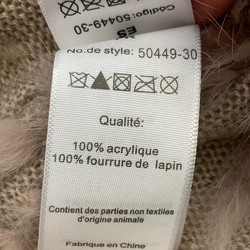 Código: 50449-30
ES
No.de style: 50449-30
Qualité:
100% acrylique
100% fourrure de lapin
Contient des parties non textiles
d'origine animale
Fabriqué en Chine